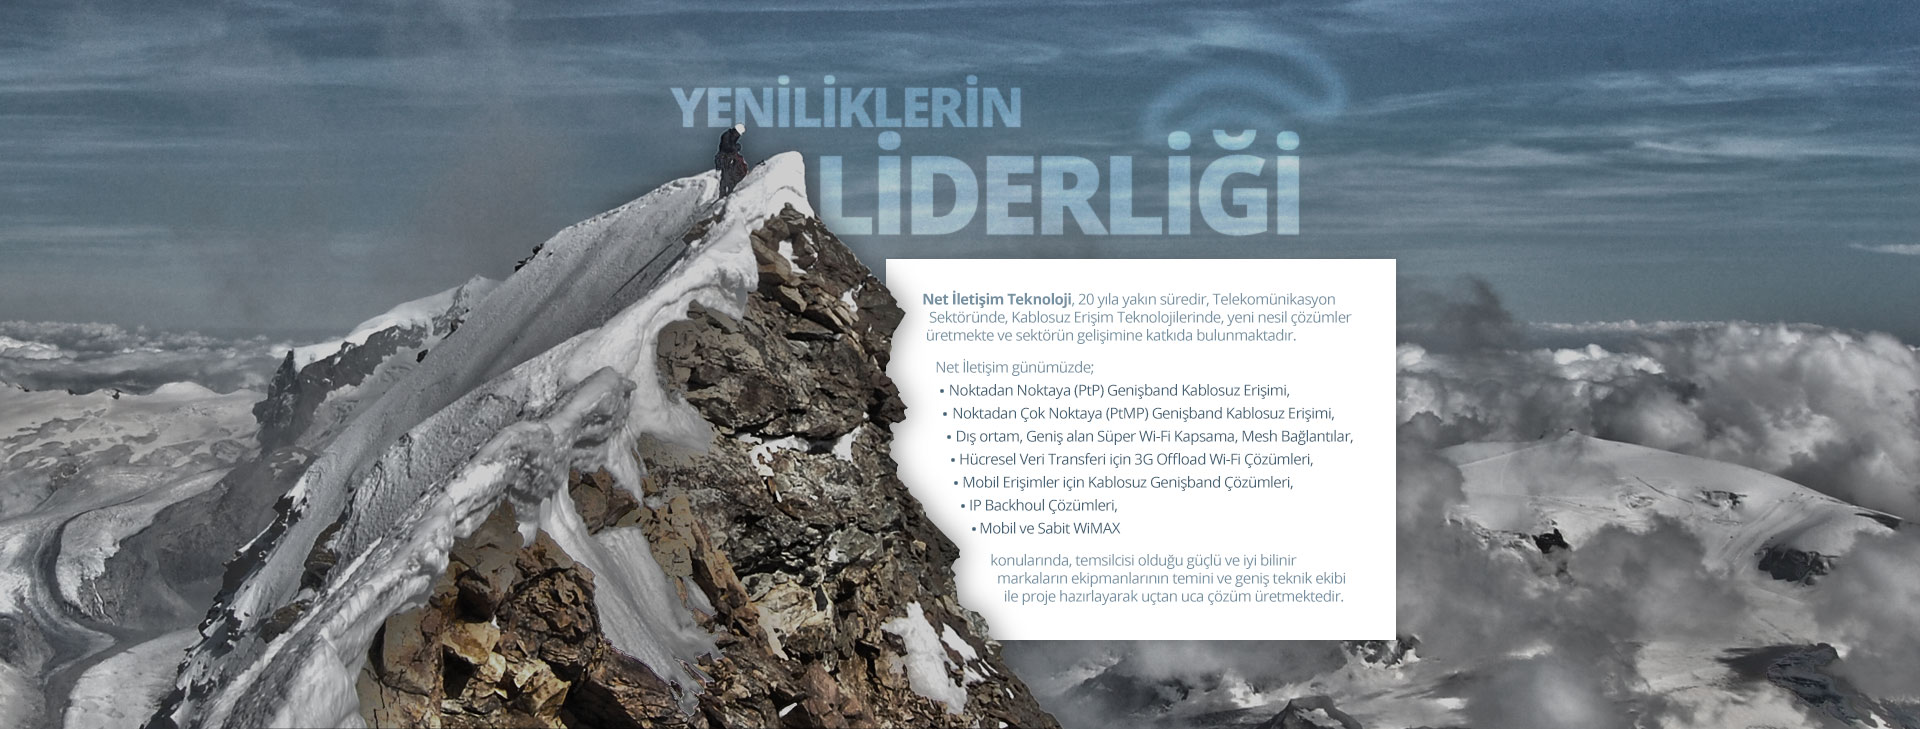 YENİLİKLERİN
LİDERLİĞİ
Net İletişim Teknoloji, 20 yıla yakın süredir, Telekomünikasyon
Sektöründe, Kablosuz Erişim Teknolojilerinde, yeni nesil çözümler
üretmekte ve sektörün gelişimine katkıda bulunmaktadır.
Net İletişim günümüzde;
• Noktadan Noktaya (PtP) Genişband Kablosuz Erişimi,
• Noktadan Çok Noktaya (PtMP) Genişband Kablosuz Erişimi,
• Dış ortam, Geniş alan Süper Wi-Fi Kapsama, Mesh Bağlantılar,
• Hücresel Veri Transferi için 3G Offload Wi-Fi Çözümleri,
• Mobil Erişimler için Kablosuz Genişband Çözümleri,
• IP Backhoul Çözümleri,
• Mobil ve Sabit WiMAX
konularında, temsilcisi olduğu güçlü ve iyi bilinir
markaların ekipmanlarının temini ve geniş teknik ekibi
ile proje hazırlayarak uçtan uca çözüm üretmektedir.